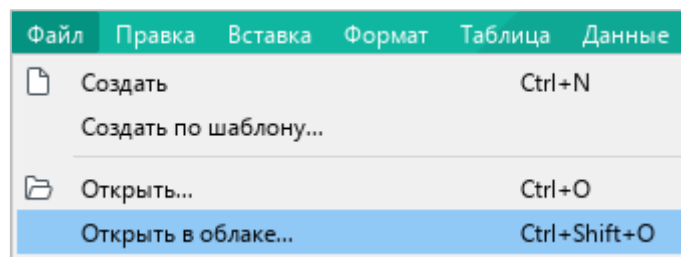 Файл Правка Вставка Формат Таблица Данные
Создать Ctrl+N
Создать по шаблону...
Открыть... Ctrl+O
Открыть в облаке... Ctrl+Shift+O